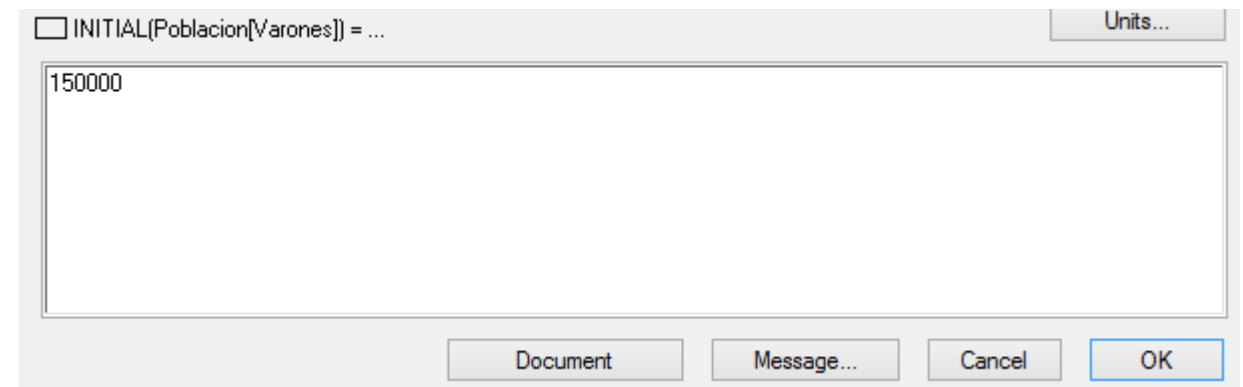 INITIAL(Poblacion[Varones]) = ...
Units...
150000
Document
Message...
Cancel
OK